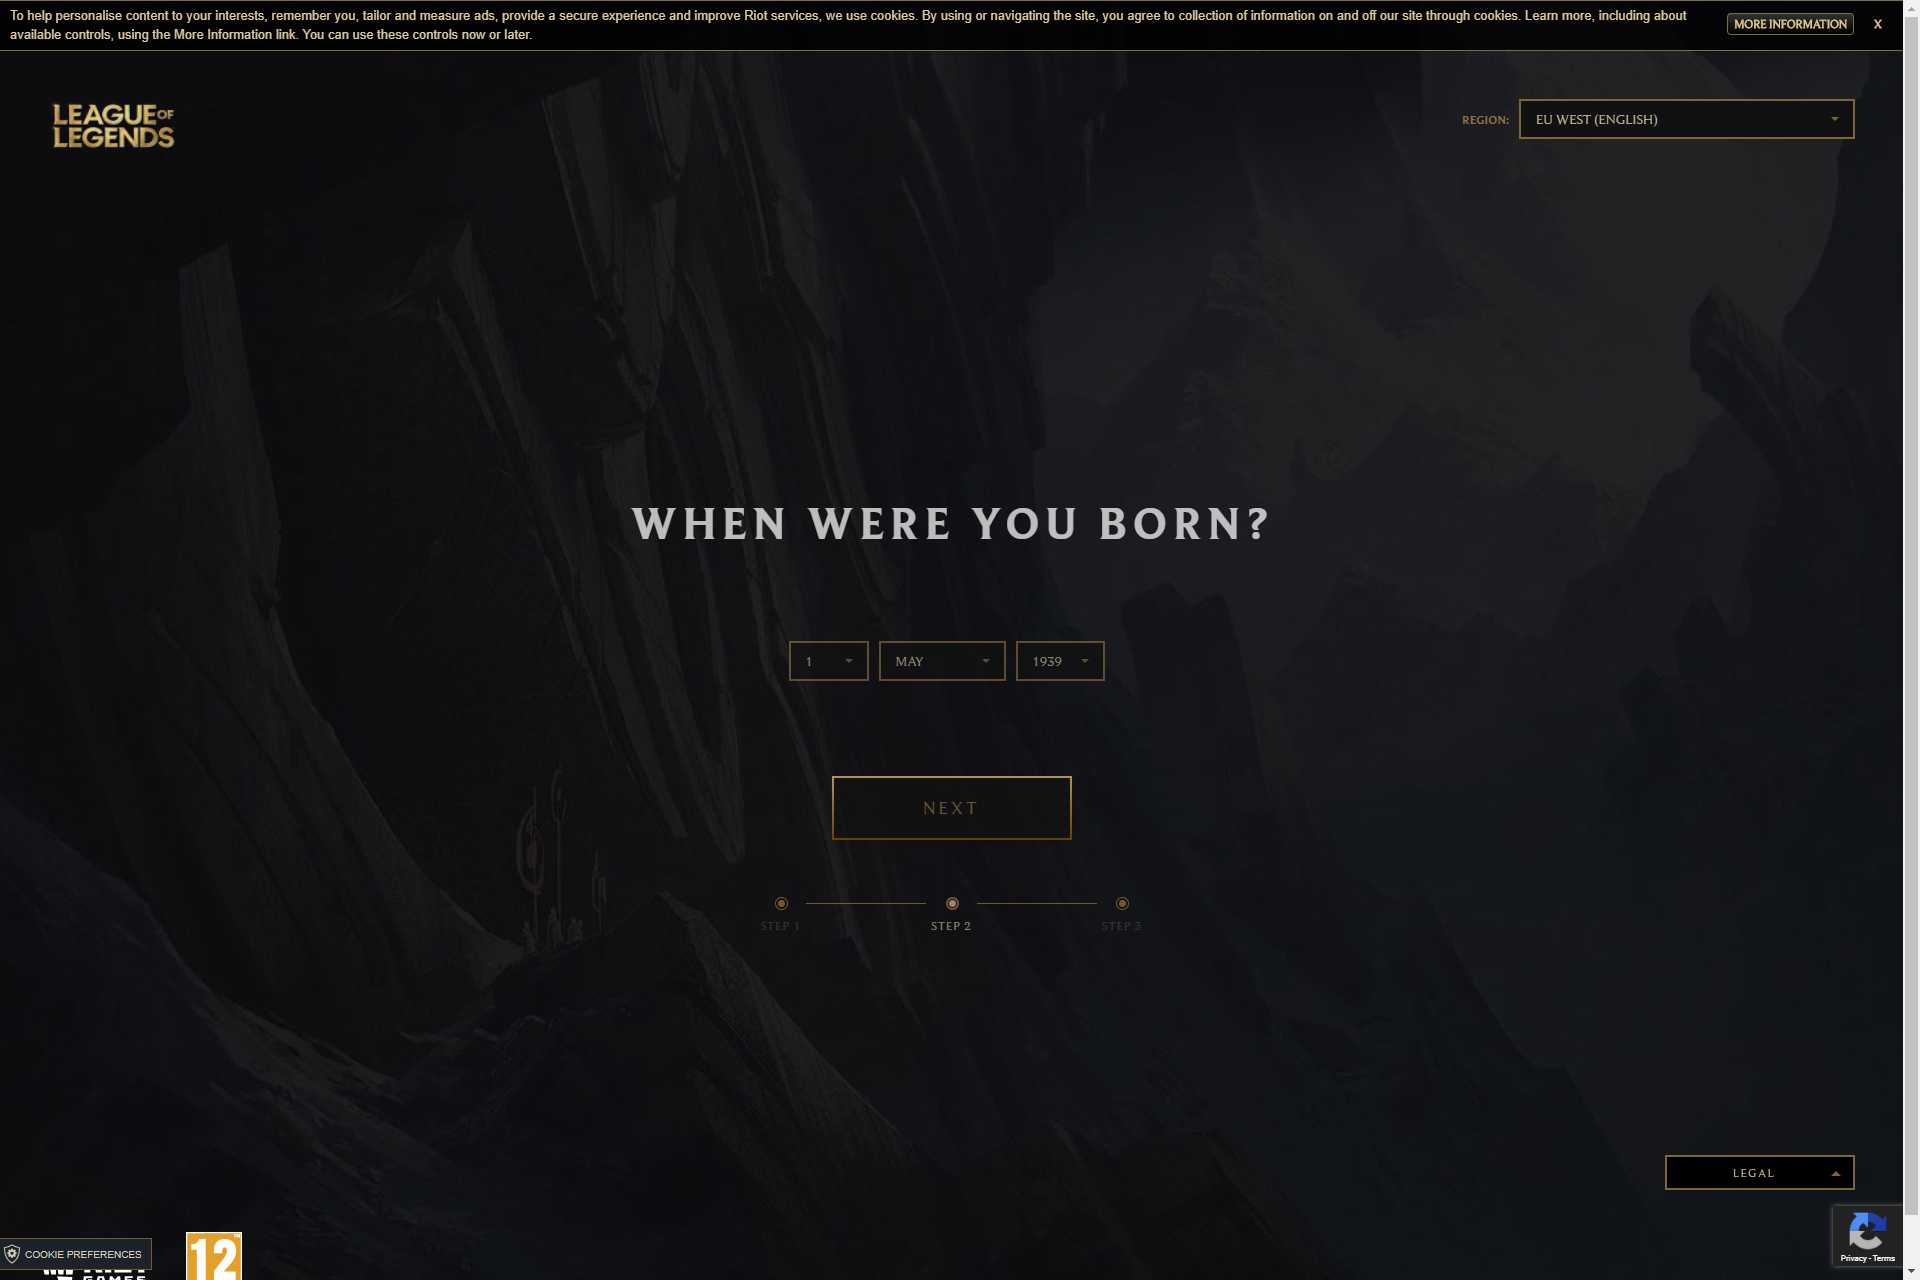 To help personalise content to your interests, remember you, tailor and measure ads, provide a secure experience and improve Riot services, we use cookies. By using or navigating the site, you agree to collection of information on and off our site through cookies. Learn more, including about
available controls, using the More Information link. You can use these controls now or later.
MORE INFORMATION
X
LEAGUE OF
LEGENDS
REGION:
EU WEST (ENGLISH)
WHEN WERE YOU BORN?
1
MAY
1939
NEXT
STEP 1
STEP 2
STEP 3
LEGAL
COOKIE PREFERENCES
GAMES
12
Privacy - Terms